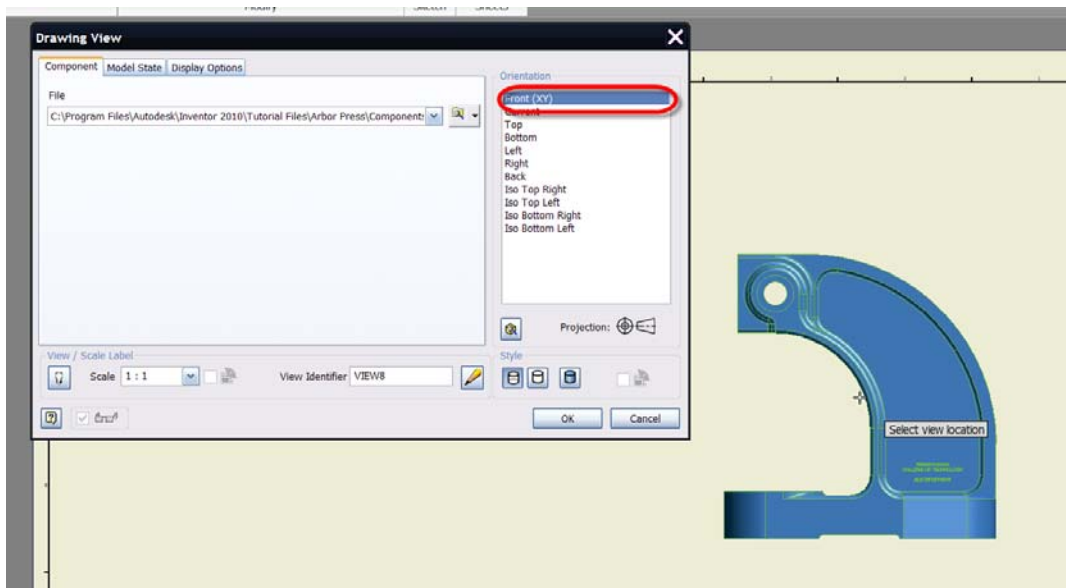 Modify
Sketch
Sheets
Drawing View
Component Model State Display Options
File
C:\Program Files\Autodesk\Inventor 2010\Tutorial Files\Arbor Press\Component:
Orientation
Front (XY)
Current
Top
Bottom
Left
Right
Back
Iso Top Right
Iso Top Left
Iso Bottom Right
Iso Bottom Left
Projection:
View / Scale Label
Scale 1 : 1
View Identifier VIEW8
Style
OK Cancel
Select view location